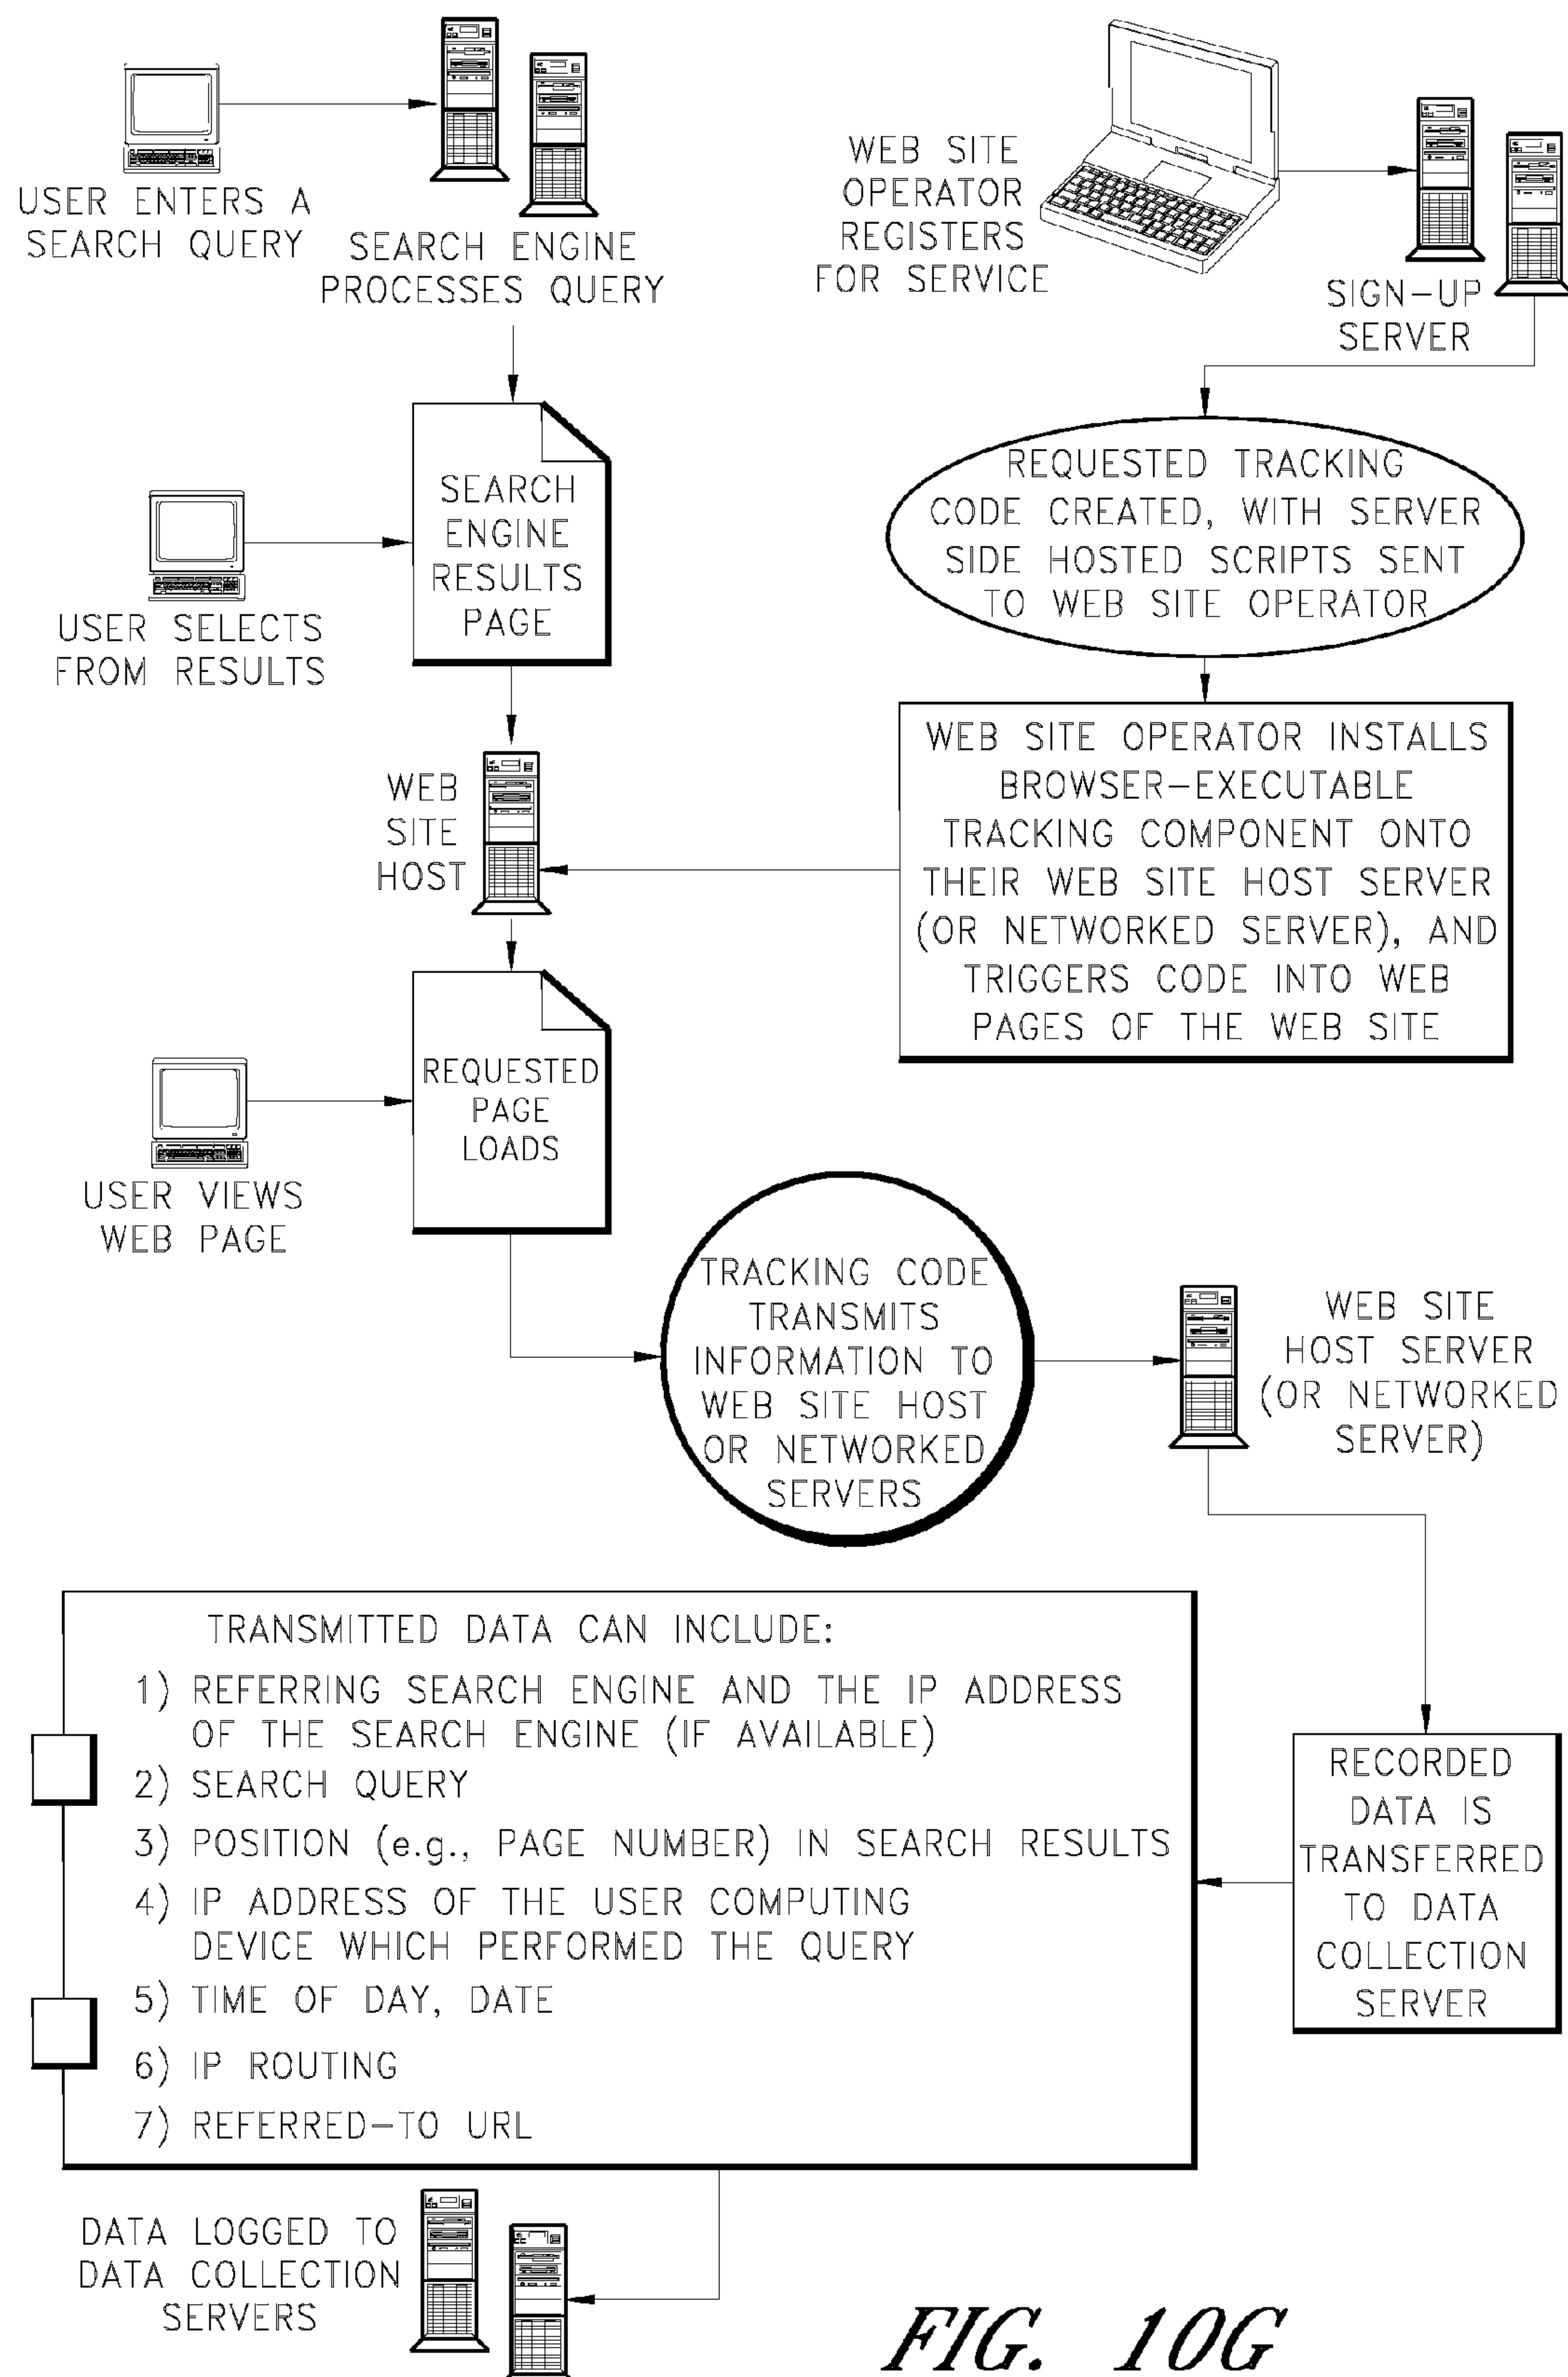 USER ENTERS A
SEARCH QUERY
SEARCH ENGINE
PROCESSES QUERY
WEB SITE
OPERATOR
REGISTERS
FOR SERVICE
SIGN-UP
SERVER
SEARCH
ENGINE
RESULTS
PAGE
USER SELECTS
FROM RESULTS
REQUESTED TRACKING
CODE CREATED, WITH SERVER
SIDE HOSTED SCRIPTS SENT
TO WEB SITE OPERATOR
WEB SITE OPERATOR INSTALLS
BROWSER-EXECUTABLE
TRACKING COMPONENT ONTO
THEIR WEB SITE HOST SERVER
(OR NETWORKED SERVER), AND
TRIGGERS CODE INTO WEB
PAGES OF THE WEB SITE
WEB
SITE
HOST
REQUESTED
PAGE
LOADS
USER VIEWS
WEB PAGE
TRACKING CODE
TRANSMITS
INFORMATION TO
WEB SITE HOST
OR NETWORKED
SERVERS
WEB SITE
HOST SERVER
(OR NETWORKED
SERVER)
RECORDED
DATA IS
TRANSFERRED
TO DATA
COLLECTION
SERVER
TRANSMITTED DATA CAN INCLUDE:
1) REFERRING SEARCH ENGINE AND THE IP ADDRESS
OF THE SEARCH ENGINE (IF AVAILABLE)
2) SEARCH QUERY
3) POSITION (e.g., PAGE NUMBER) IN SEARCH RESULTS
4) IP ADDRESS OF THE USER COMPUTING
DEVICE WHICH PERFORMED THE QUERY
5) TIME OF DAY, DATE
6) IP ROUTING
7) REFERRED-TO URL
DATA LOGGED TO
DATA COLLECTION
SERVERS
FIG. 10G